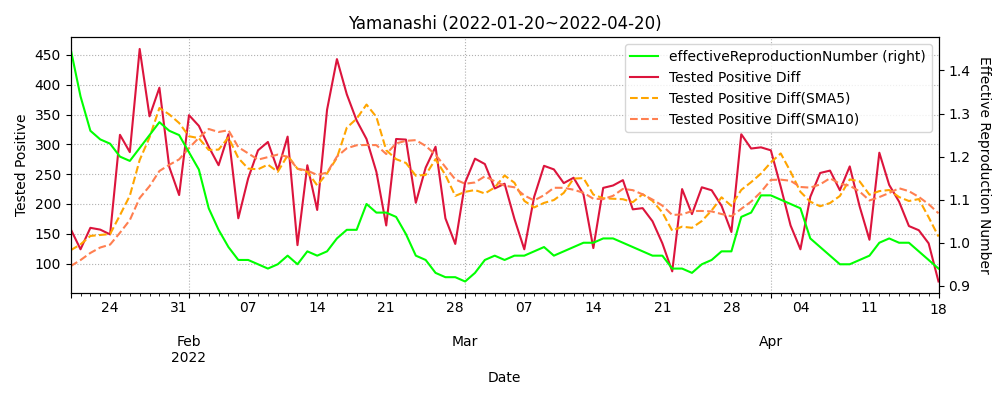 Yamanashi (2022-01-20~2022-04-20)
effectiveReproductionNumber (right)
Tested Positive Diff
Tested Positive Diff(SMA5)
Tested Positive Diff(SMA10)
Tested Positive
450
400
350
300
250
200
150
100
1.4
1.3
1.2
1.1
1.0
0.9
Effective Reproduction Number
24 31 07 14 21 28 07 14 21 28 04 11 18
Feb Mar Apr
2022
Date